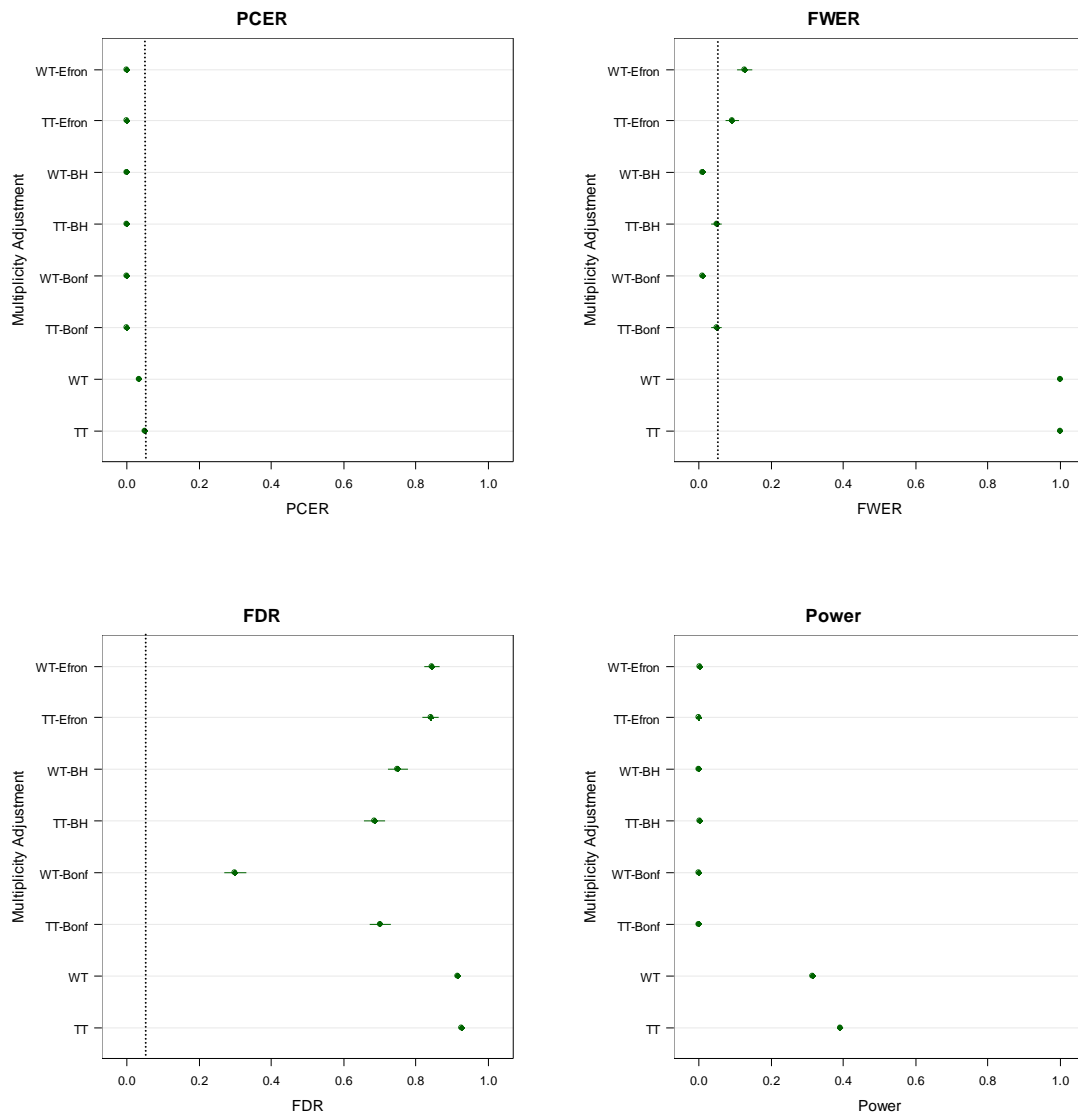 PCER
Multiplicity Adjustment
WT-Efron
TT-Efron
WT-BH
TT-BH
WT-Bonf
TT-Bonf
WT
TT
0.0 0.2 0.4 0.6 0.8 1.0
PCER
FWER
Multiplicity Adjustment
WT-Efron
TT-Efron
WT-BH
TT-BH
WT-Bonf
TT-Bonf
WT
TT
0.0 0.2 0.4 0.6 0.8 1.0
FWER
FDR
Multiplicity Adjustment
WT-Efron
TT-Efron
WT-BH
TT-BH
WT-Bonf
TT-Bonf
WT
TT
0.0 0.2 0.4 0.6 0.8 1.0
FDR
Power
Multiplicity Adjustment
WT-Efron
TT-Efron
WT-BH
TT-BH
WT-Bonf
TT-Bonf
WT
TT
0.0 0.2 0.4 0.6 0.8 1.0
Power